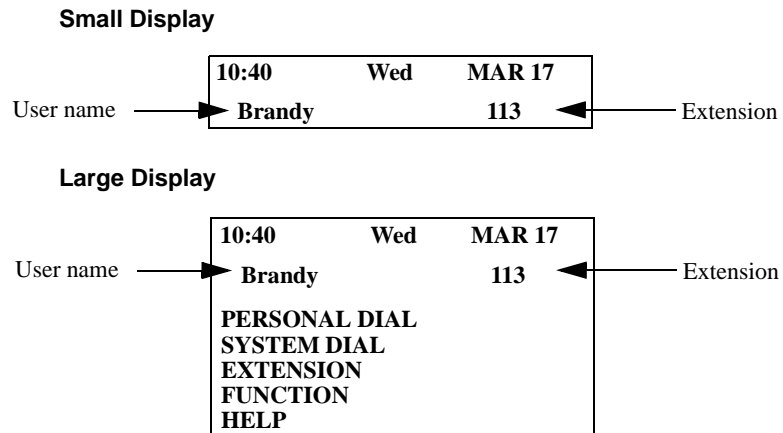 Small Display
10:40 Wed MAR 17
User name Brandy 113 Extension
Large Display
10:40 Wed MAR 17
User name Brandy 113 Extension
PERSONAL DIAL
SYSTEM DIAL
EXTENSION
FUNCTION
HELP